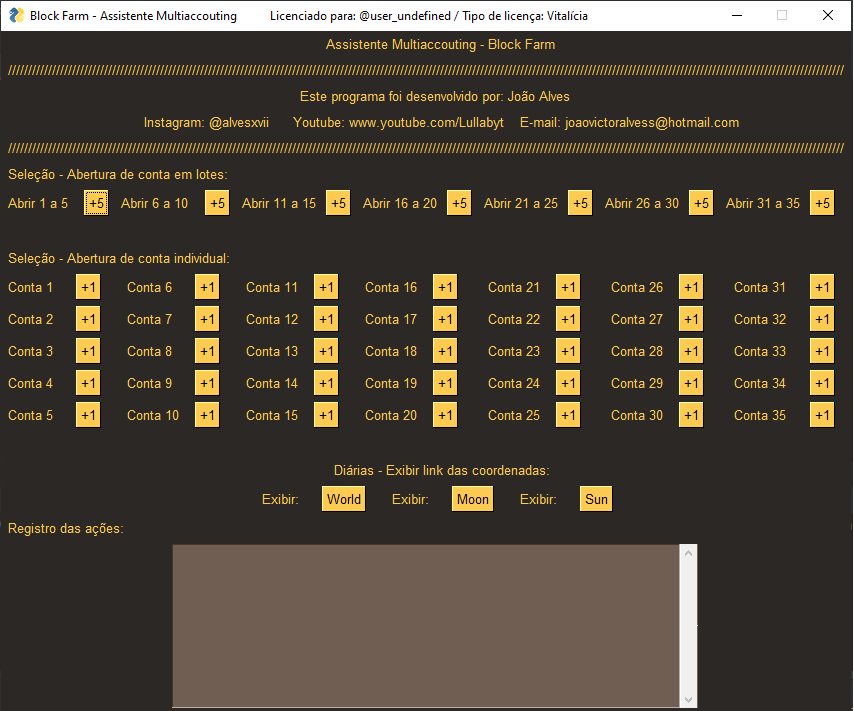 Block Farm - Assistente Multiaccouting Licenciado para: @user_undefined / Tipo de licença: Vitalícia
Assistente Multiaccouting - Block Farm
Este programa foi desenvolvido por: João Alves
Instagram: @alvesxvii Youtube: www.youtube.com/Lullabyt E-mail: joaovictoralvess@hotmail.com
Seleção - Abertura de conta em lotes:
Abrir 1 a 5 +5 Abrir 6 a 10 +5 Abrir 11 a 15 +5 Abrir 16 a 20 +5 Abrir 21 a 25 +5 Abrir 26 a 30 +5 Abrir 31 a 35 +5
Seleção - Abertura de conta individual:
Conta 1 +1 Conta 6 +1 Conta 11 +1 Conta 16 +1 Conta 21 +1 Conta 26 +1 Conta 31 +1
Conta 2 +1 Conta 7 +1 Conta 12 +1 Conta 17 +1 Conta 22 +1 Conta 27 +1 Conta 32 +1
Conta 3 +1 Conta 8 +1 Conta 13 +1 Conta 18 +1 Conta 23 +1 Conta 28 +1 Conta 33 +1
Conta 4 +1 Conta 9 +1 Conta 14 +1 Conta 19 +1 Conta 24 +1 Conta 29 +1 Conta 34 +1
Conta 5 +1 Conta 10 +1 Conta 15 +1 Conta 20 +1 Conta 25 +1 Conta 30 +1 Conta 35 +1
Diárias - Exibir link das coordenadas:
Exibir: World Exibir: Moon Exibir: Sun
Registro das ações: